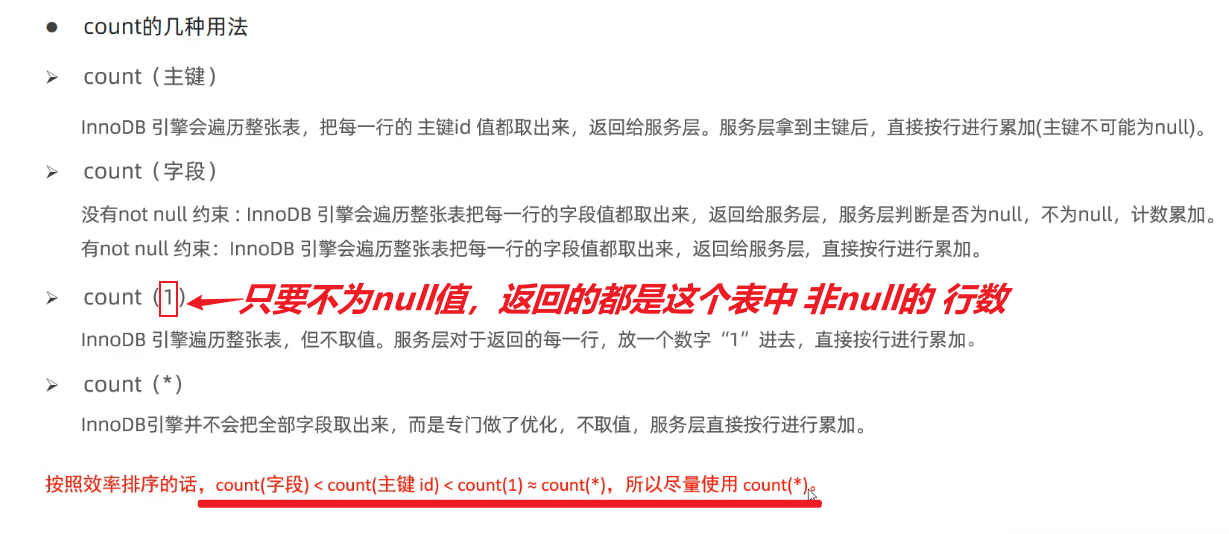 ● count的几种用法
➢ count（主键）
InnoDB 引擎会遍历整张表，把每一行的 主键id 值都取出来，返回给服务层。服务层拿到主键后，直接按行进行累加(主键不可能为null)。
➢ count（字段）
没有not null 约束 : InnoDB 引擎会遍历整张表把每一行的字段值都取出来，返回给服务层，服务层判断是否为null，不为null，计数累加。
有not null 约束：InnoDB 引擎会遍历整张表把每一行的字段值都取出来，返回给服务层，直接按行进行累加。
➢ count（1） 只要不为null值，返回的都是这个表中 非null的 行数
InnoDB 引擎遍历整张表，但不取值。服务层对于返回的每一行，放一个数字“1”进去，直接按行进行累加。
➢ count（*）
InnoDB引擎并不会把全部字段取出来，而是专门做了优化，不取值，服务层直接按行进行累加。
按照效率排序的话，count(字段) < count(主键 id) < count(1) ≈ count(*)，所以尽量使用 count(*)。